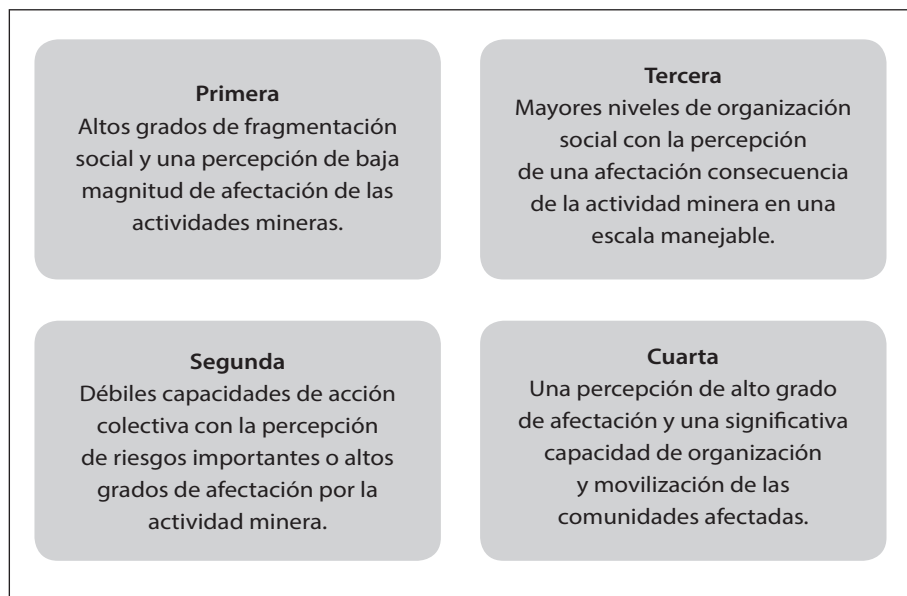 Primera
Altos grados de fragmentación
social y una percepción de baja
magnitud de afectación de las
actividades mineras.
Segunda
Débiles capacidades de acción
colectiva con la percepción
de riesgos importantes o altos
grados de afectación por la
actividad minera.
Tercera
Mayores niveles de organización
social con la percepción
de una afectación consecuencia
de la actividad minera en una
escala manejable.
Cuarta
Una percepción de alto grado
de afectación y una significativa
capacidad de organización
y movilización de las
comunidades afectadas.